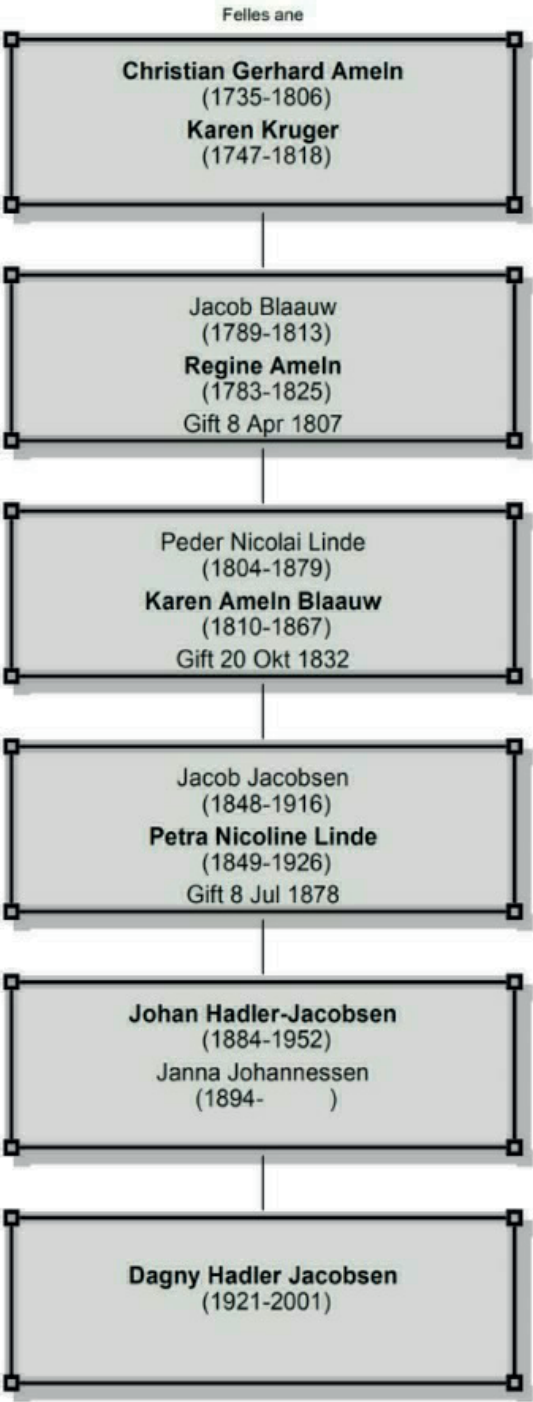 Felles ane
Christian Gerhard Ameln
(1735-1806)
Karen Kruger
(1747-1818)
Jacob Blaauw
(1789-1813)
Regine Ameln
(1783-1825)
Gift 8 Apr 1807
Peder Nicolai Linde
(1804-1879)
Karen Ameln Blaauw
(1810-1867)
Gift 20 Okt 1832
Jacob Jacobsen
(1848-1916)
Petra Nicoline Linde
(1849-1926)
Gift 8 Jul 1878
Johan Hadler-Jacobsen
(1884-1952)
Janna Johannessen
(1894- )
Dagny Hadler Jacobsen
(1921-2001)